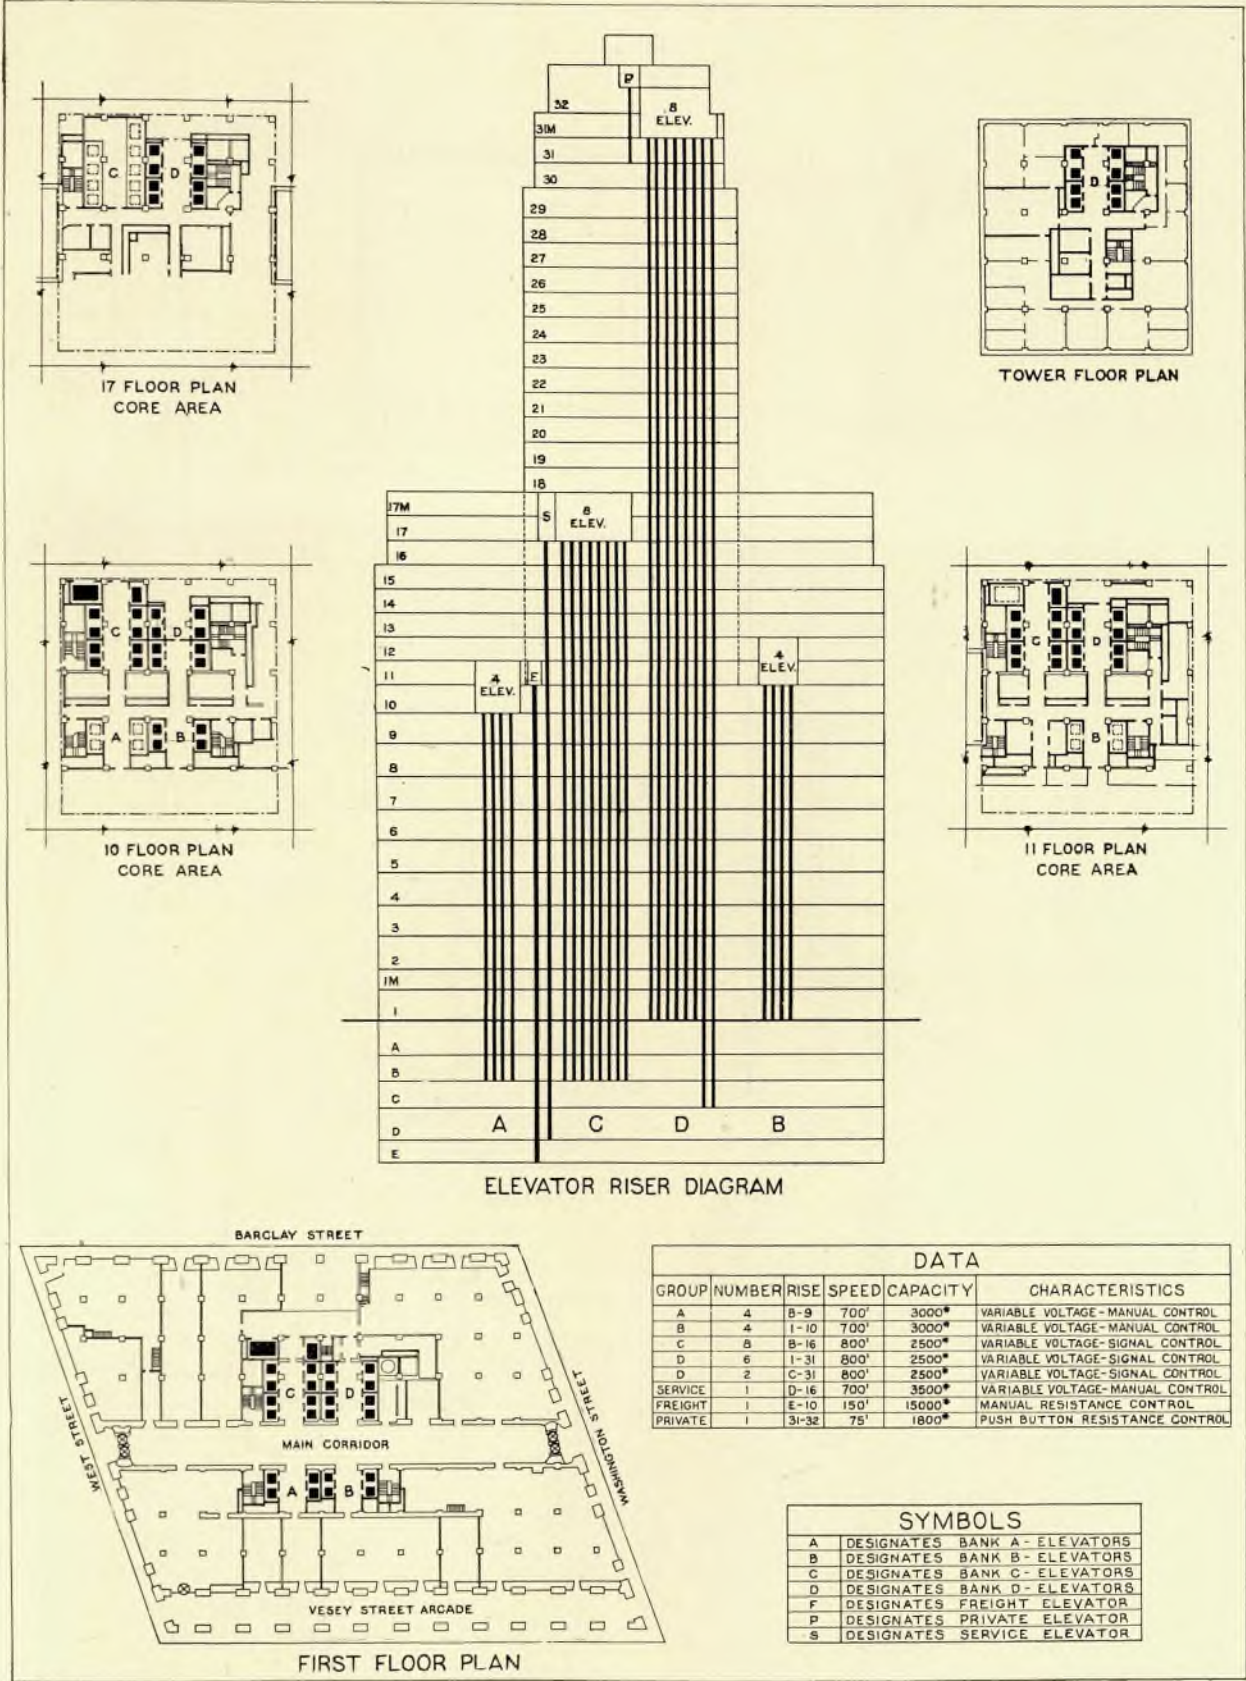 P
32
8
ELEV.
31M
31
30
29
28
27
26
25
24
23
22
21
20
19
18
17M
S
8
ELEV.
17
16
15
14
13
12
4
ELEV.
11
4
ELEV.
F
10
9
8
7
6
5
4
3
2
1M
1
A
B
C
D
E
A
C
D
B
ELEVATOR RISER DIAGRAM
C
D
17 FLOOR PLAN
CORE AREA
D
TOWER FLOOR PLAN
C
D
A
B
10 FLOOR PLAN
CORE AREA
C
D
B
11 FLOOR PLAN
CORE AREA
BARCLAY STREET
WEST STREET
WASHINGTON STREET
C
D
MAIN CORRIDOR
A
B
VESEY STREET ARCADE
FIRST FLOOR PLAN
DATA
GROUP NUMBER RISE SPEED CAPACITY CHARACTERISTICS
A 4 B-9 700' 3000# VARIABLE VOLTAGE-MANUAL CONTROL
B 4 1-10 700' 3000# VARIABLE VOLTAGE-MANUAL CONTROL
C 8 B-16 800' 2500# VARIABLE VOLTAGE-SIGNAL CONTROL
D 6 1-31 800' 2500# VARIABLE VOLTAGE-SIGNAL CONTROL
D 2 C-31 800' 2500# VARIABLE VOLTAGE-SIGNAL CONTROL
SERVICE 1 D-16 700' 3500# VARIABLE VOLTAGE-MANUAL CONTROL
FREIGHT 1 E-10 150' 15000# MANUAL RESISTANCE CONTROL
PRIVATE 1 31-32 75' 1800# PUSH BUTTON RESISTANCE CONTROL
SYMBOLS
A DESIGNATES BANK A- ELEVATORS
B DESIGNATES BANK B- ELEVATORS
C DESIGNATES BANK C- ELEVATORS
D DESIGNATES BANK D- ELEVATORS
F DESIGNATES FREIGHT ELEVATOR
P DESIGNATES PRIVATE ELEVATOR
S DESIGNATES SERVICE ELEVATOR